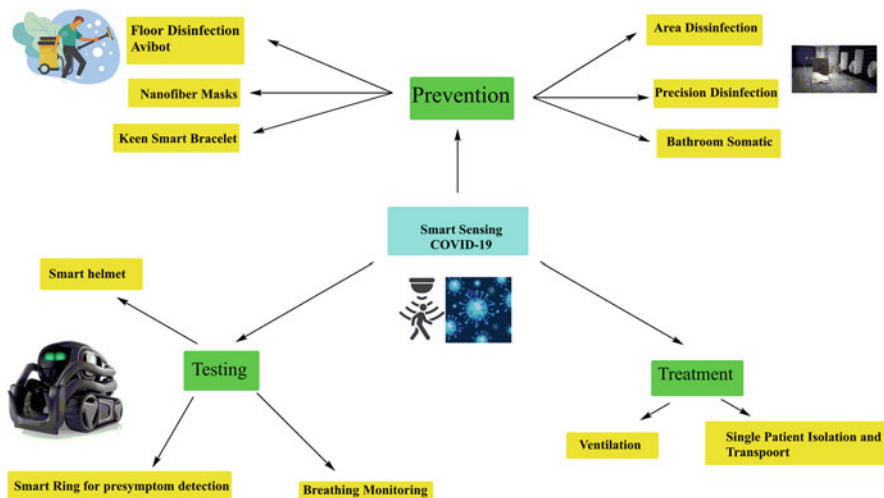 Floor Disinfection
Avibot
Nanofiber Masks
Keen Smart Bracelet
Prevention
Area Dissinfection
Precision Disinfection
Bathroom Somatic
Smart Sensing
COVID-19
Smart helmet
Testing
Smart Ring for presymptom detection
Breathing Monitoring
Treatment
Ventilation
Single Patient Isolation and
Transpoort